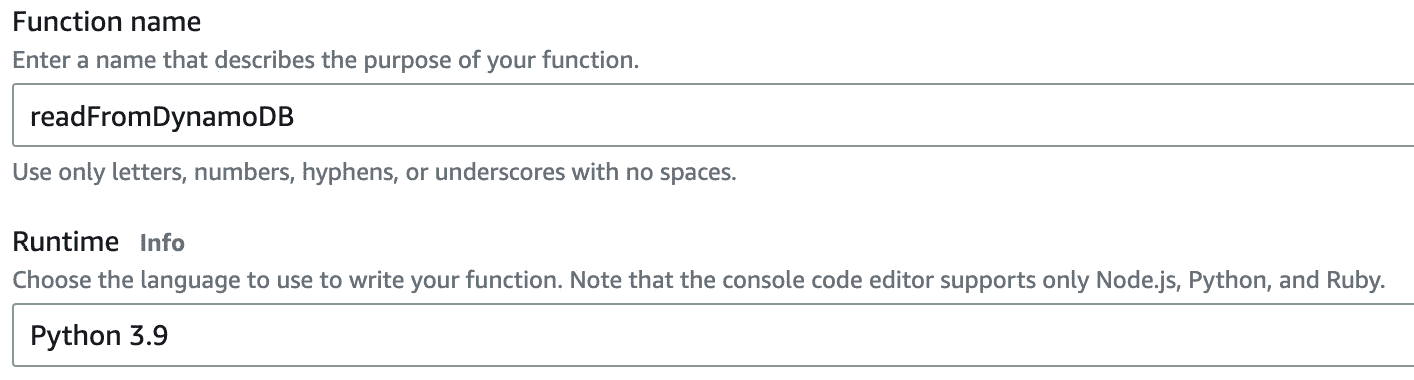 Function name
Enter a name that describes the purpose of your function.
readFromDynamoDB
Use only letters, numbers, hyphens, or underscores with no spaces.
Runtime Info
Choose the language to use to write your function. Note that the console code editor supports only Node.js, Python, and Ruby.
Python 3.9